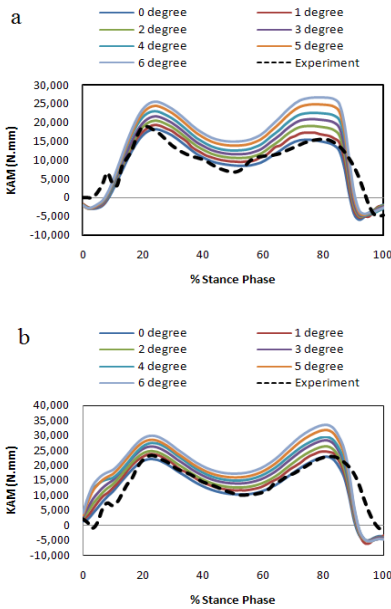 a
0 degree 1 degree
2 degree 3 degree
4 degree 5 degree
6 degree Experiment
30,000
25,000
20,000
15,000
10,000
5,000
0
-5,000
-10,000
KAM [N.mm]
0 20 40 60 80 100
% Stance Phase
b
0 degree 1 degree
2 degree 3 degree
4 degree 5 degree
6 degree Experiment
40,000
35,000
30,000
25,000
20,000
15,000
10,000
5,000
0
-5,000
-10,000
KAM (N.mm]
0 20 40 60 80 100
% Stance Phase